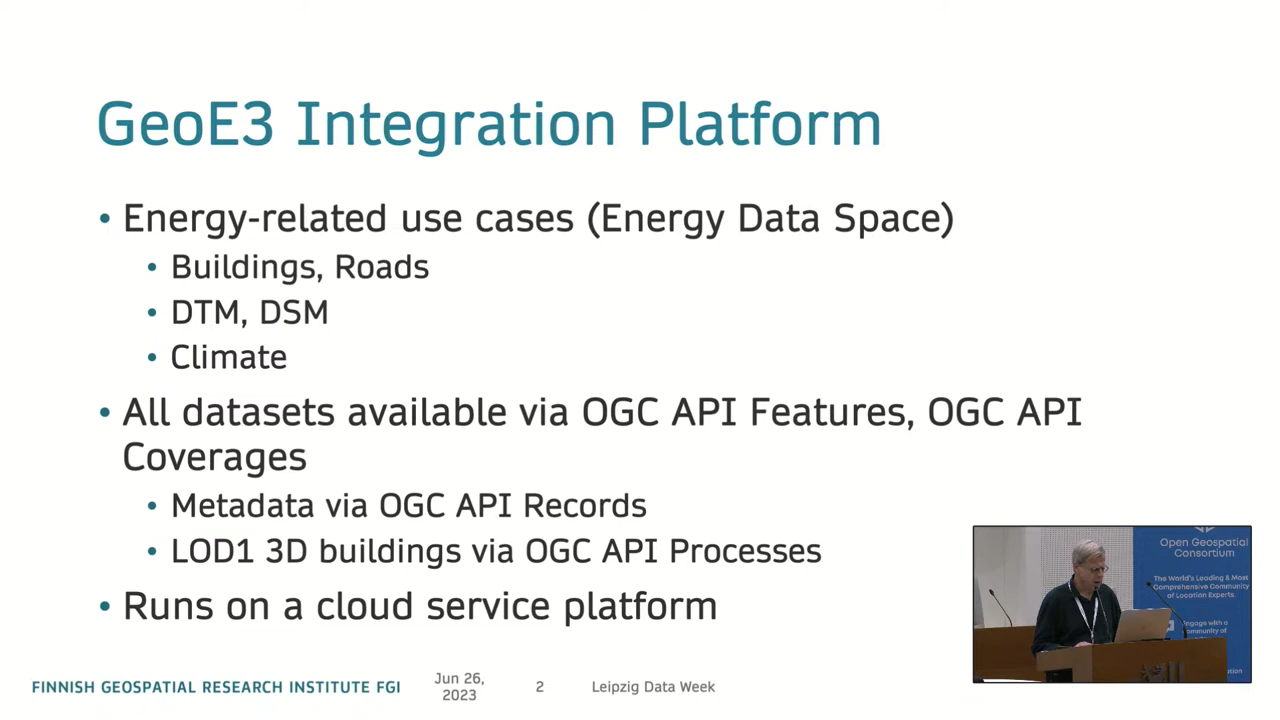 GeoE3 Integration Platform
• Energy-related use cases (Energy Data Space)
• Buildings, Roads
• DTM, DSM
• Climate
• All datasets available via OGC API Features, OGC API
Coverages
• Metadata via OGC API Records
• LOD1 3D buildings via OGC API Processes
• Runs on a cloud service platform
FINNISH GEOSPATIAL RESEARCH INSTITUTE FGI
Jun 26,
2023
2
Leipzig Data Week
Open Geospatial
Consortium
The World's Leading & Most
Comprehensive Community
of Location Experts.
Engage with a